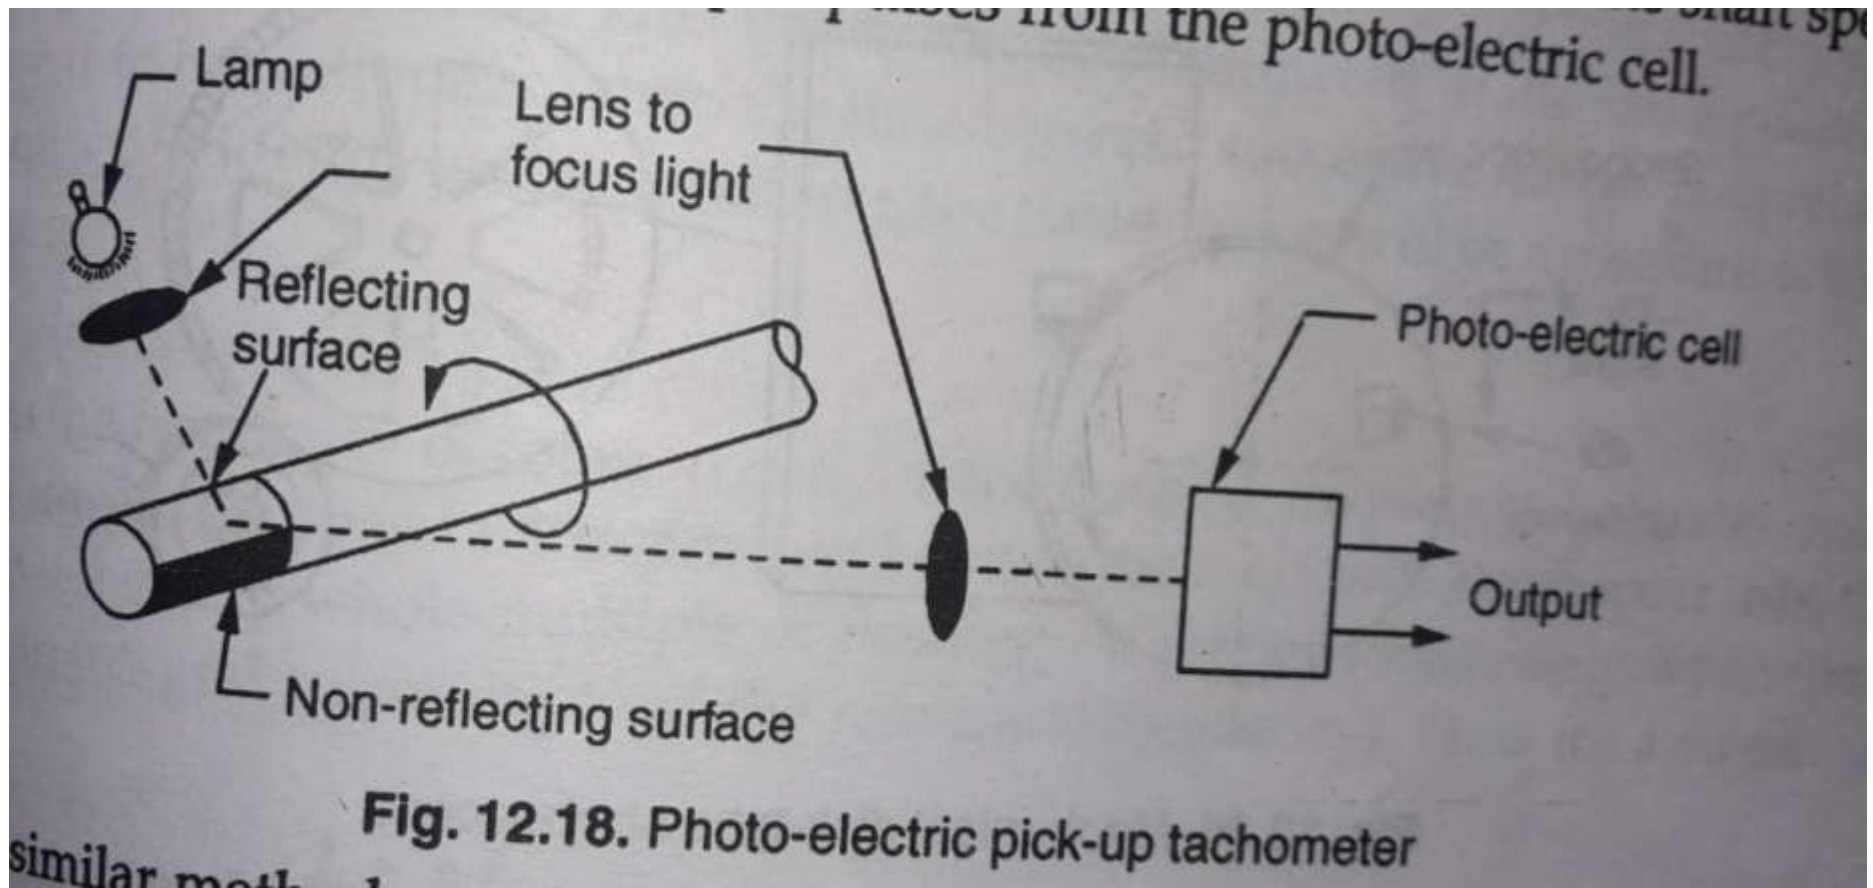 from the photo-electric cell.
Lamp
Lens to
focus light
Reflecting
surface
Photo-electric cell
Output
Non-reflecting surface
Fig. 12.18. Photo-electric pick-up tachometer
similar